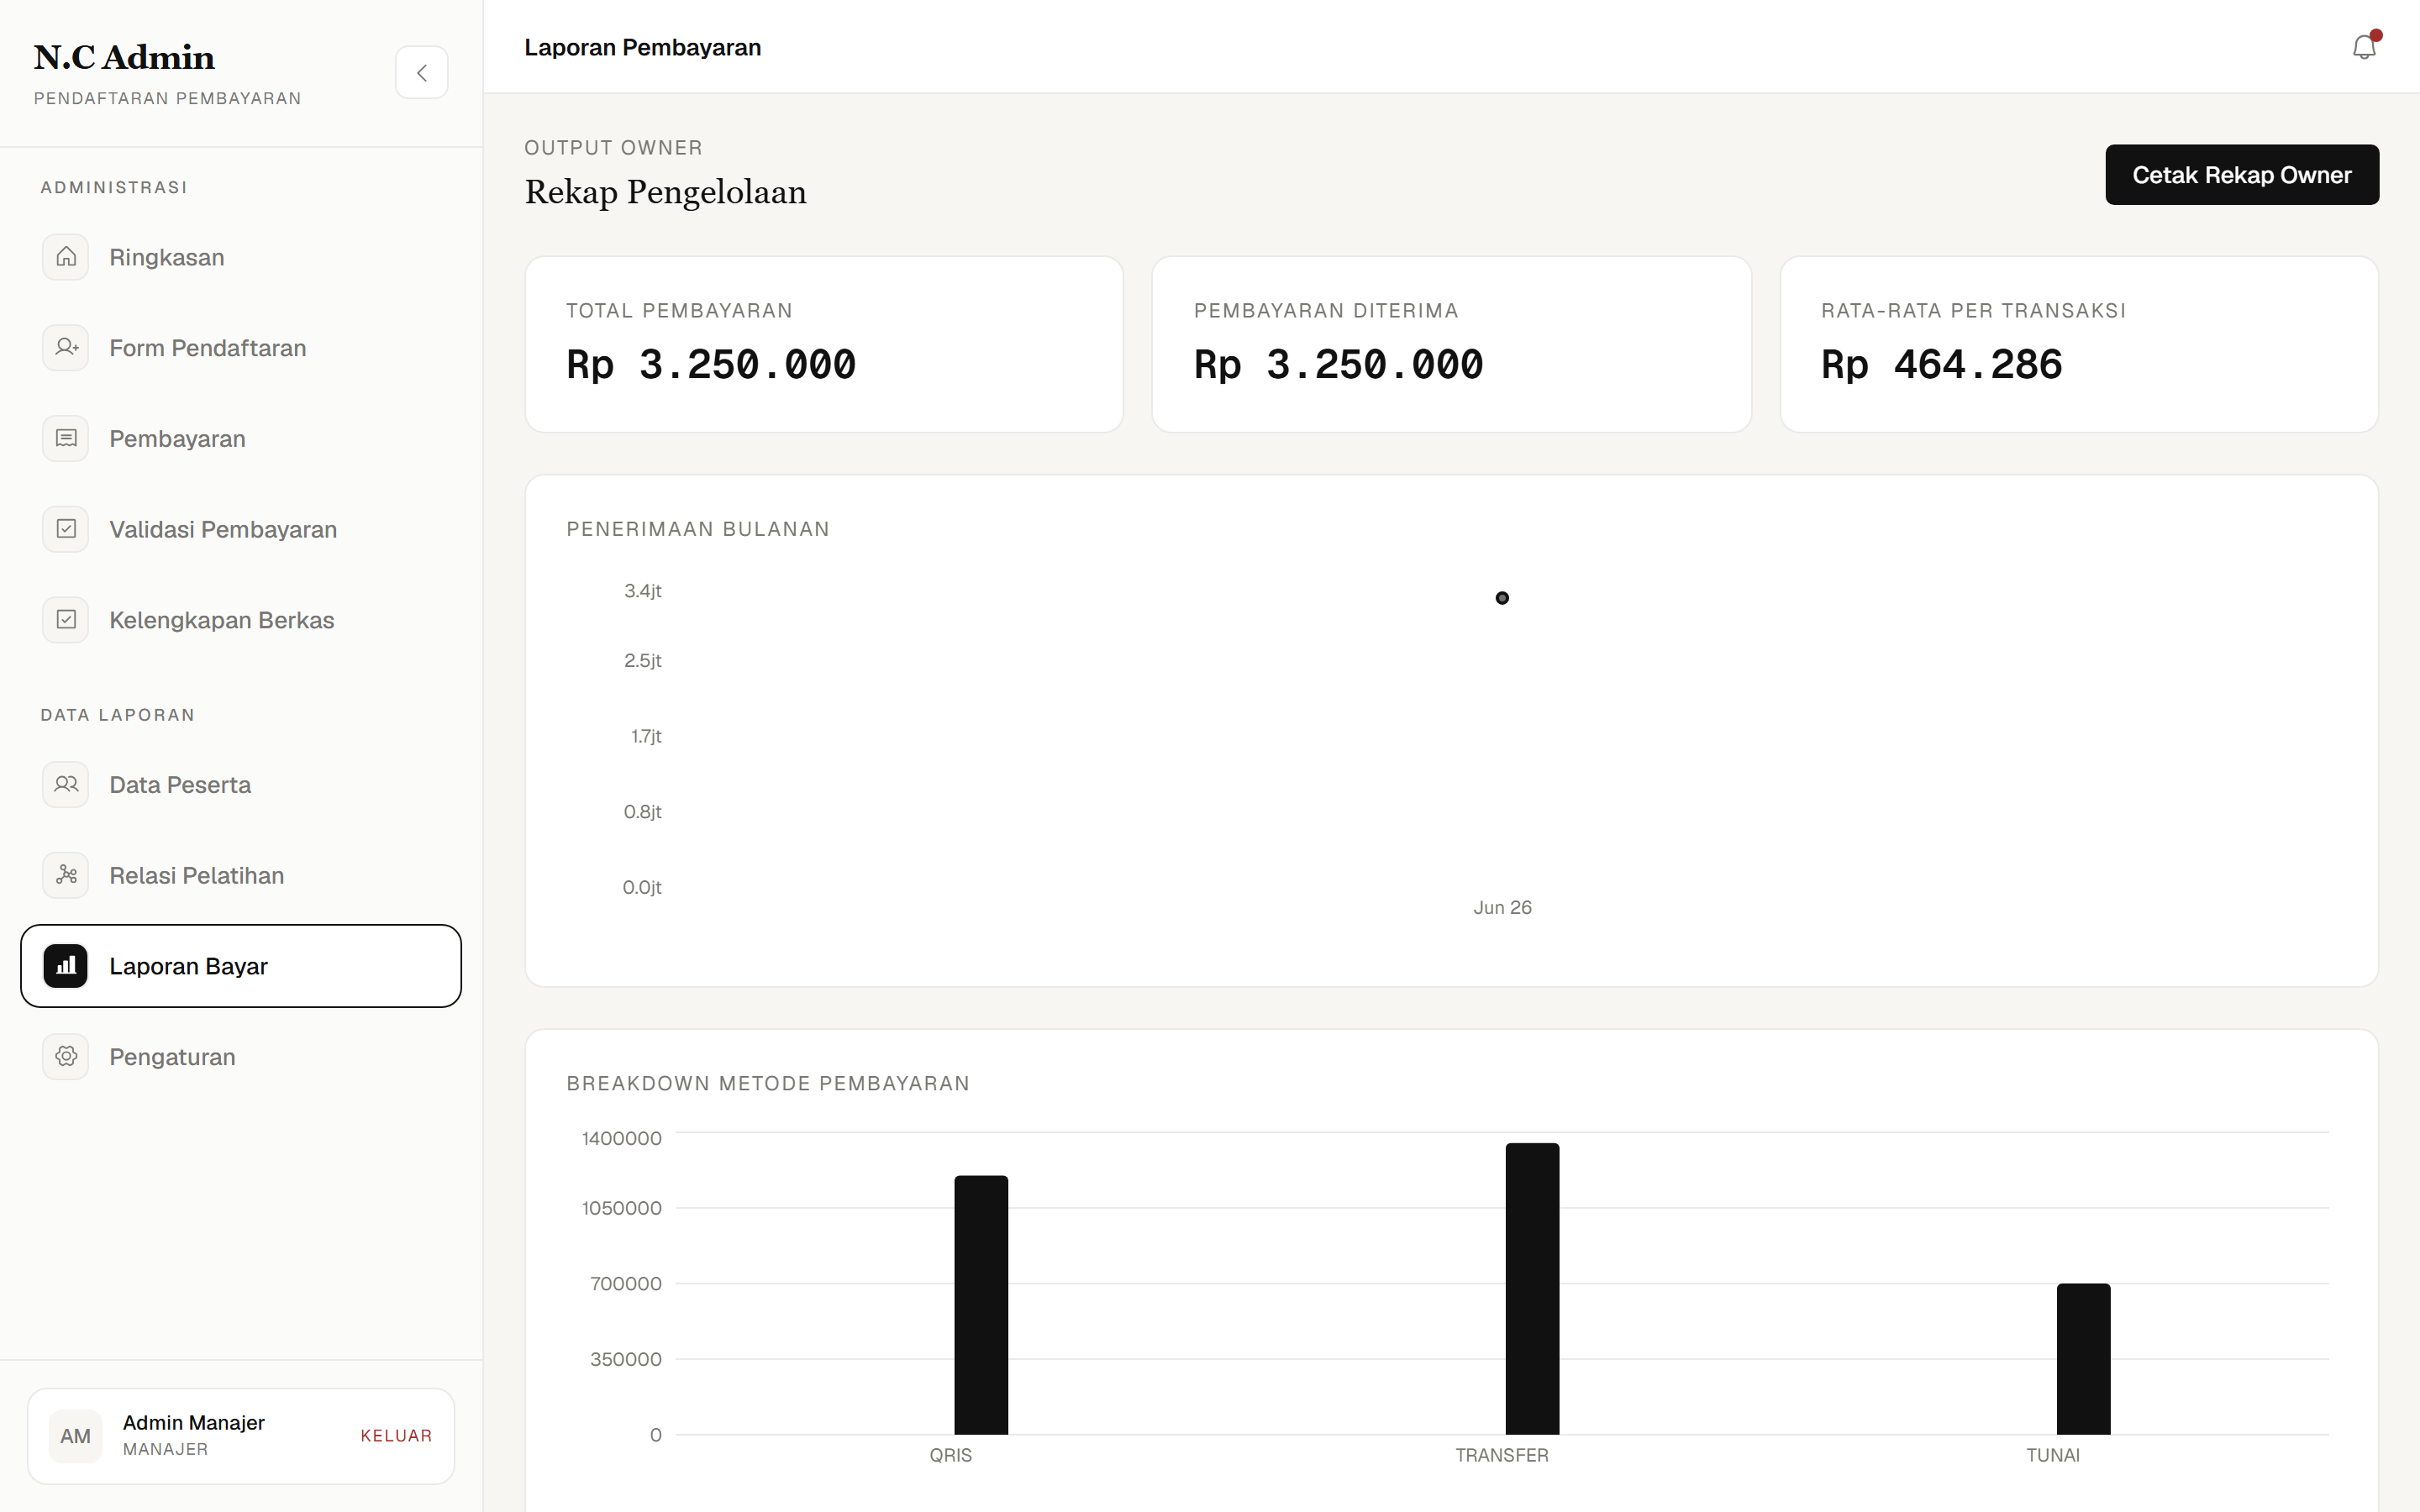 N.C Admin
PENDAFTARAN PEMBAYARAN
ADMINISTRASI
Ringkasan
Form Pendaftaran
Pembayaran
Validasi Pembayaran
Kelengkapan Berkas
DATA LAPORAN
Data Peserta
Relasi Pelatihan
Laporan Bayar
Pengaturan
AM
Admin Manajer
MANAJER
KELUAR
Laporan Pembayaran
OUTPUT OWNER
Rekap Pengelolaan
Cetak Rekap Owner
TOTAL PEMBAYARAN
Rp 3.250.000
PEMBAYARAN DITERIMA
Rp 3.250.000
RATA-RATA PER TRANSAKSI
Rp 464.286
PENERIMAAN BULANAN
3.4jt
2.5jt
1.7jt
0.8jt
0.0jt
Jun 26
BREAKDOWN METODE PEMBAYARAN
1400000
1050000
700000
350000
0
QRIS
TRANSFER
TUNAI